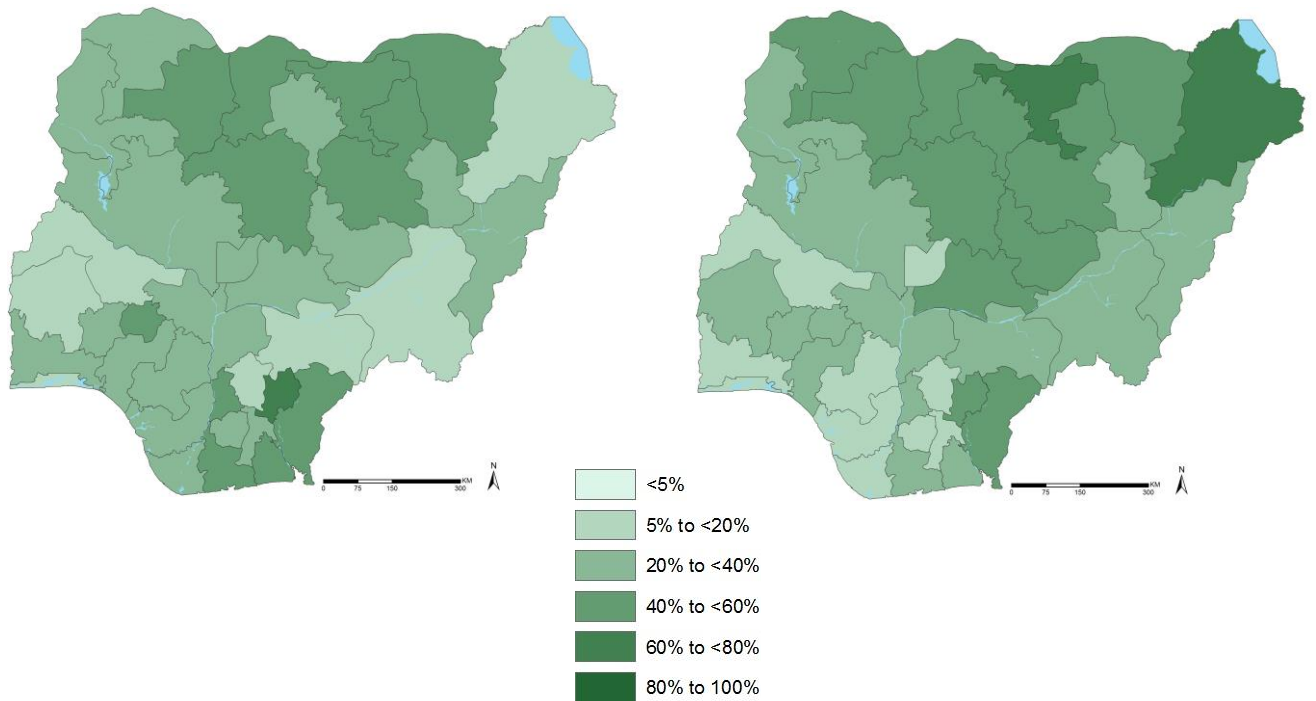 N
KM
0 75 150 300
N
KM
0 75 150 300
<5%
5% to <20%
20% to <40%
40% to <60%
60% to <80%
80% to 100%